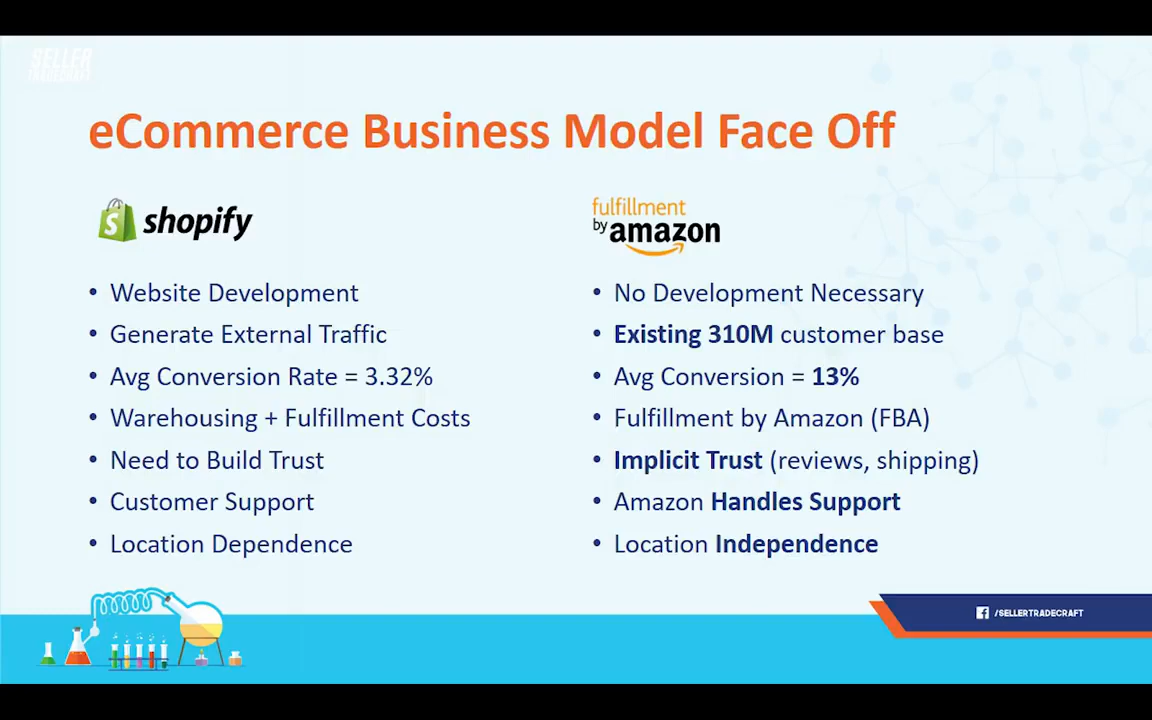 SELLER
TRADECRAFT
eCommerce Business Model Face Off
shopify
fulfillment
by amazon
• Website Development
• Generate External Traffic
• Avg Conversion Rate = 3.32%
• Warehousing + Fulfillment Costs
• Need to Build Trust
• Customer Support
• Location Dependence
• No Development Necessary
• Existing 310M customer base
• Avg Conversion = 13%
• Fulfillment by Amazon (FBA)
• Implicit Trust (reviews, shipping)
• Amazon Handles Support
• Location Independence
/SELLERTRADECRAFT